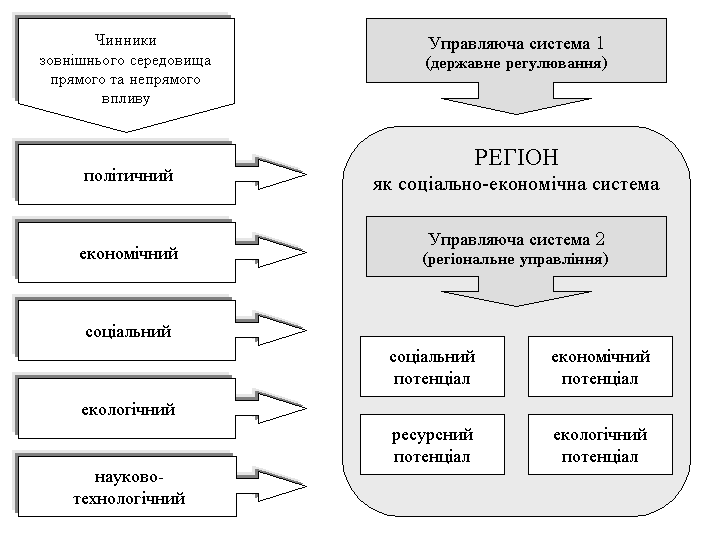 Чинники
зовнішнього середовища
прямого та непрямого
впливу
політичний
економічний
соціальний
екологічний
науково-
технологічний
Управляюча система 1
(державне регулювання)
РЕГІОН
як соціально-економічна система
Управляюча система 2
(регіональне управління)
соціальний
потенціал
економічний
потенціал
ресурсний
потенціал
екологічний
потенціал